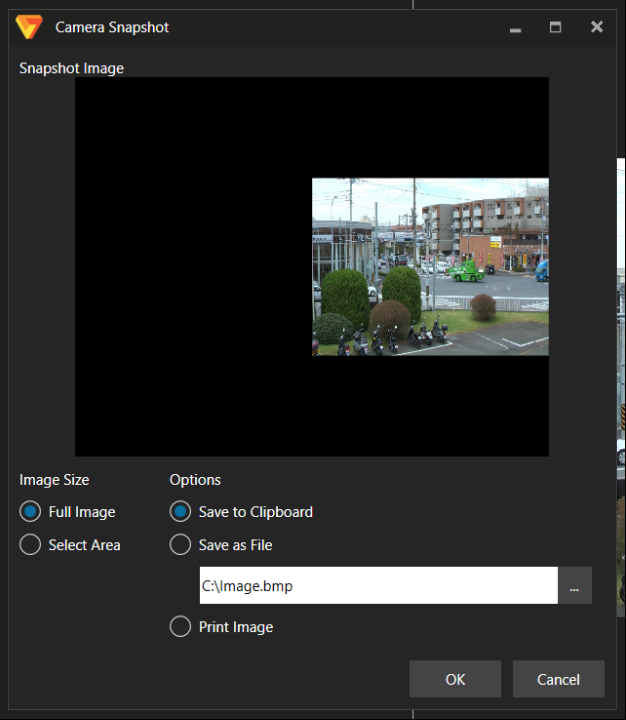 Camera Snapshot
Snapshot Image
Image Size
Options
Full Image
Save to Clipboard
Select Area
Save as File
C:\Image.bmp
...
Print Image
OK
Cancel